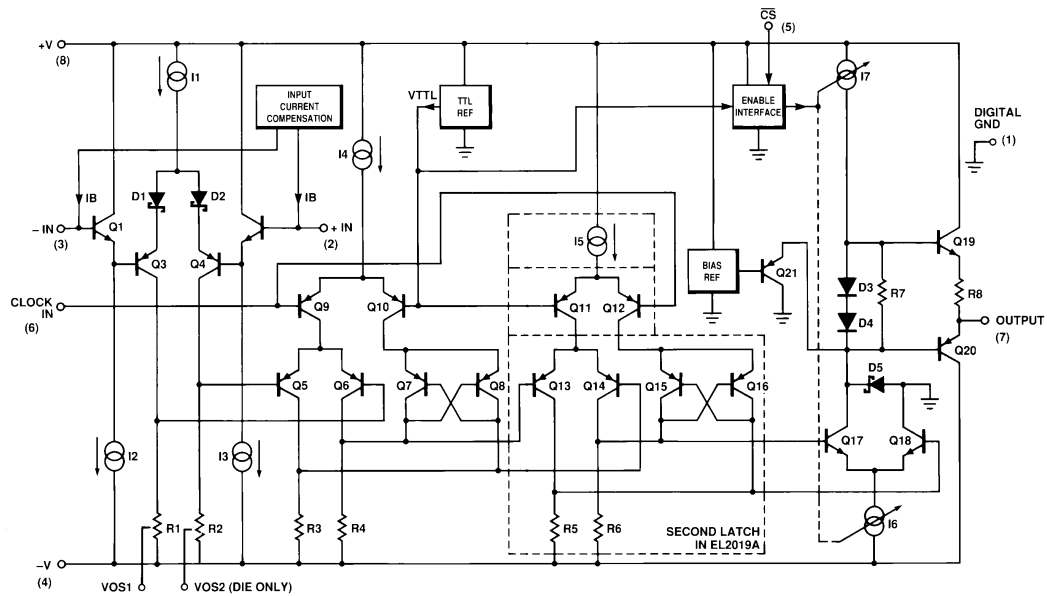 CS
(5)
+V
(8)
I1
INPUT
CURRENT
COMPENSATION
VTTL
TTL
REF
ENABLE
INTERFACE
I7
DIGITAL
GND
(1)
I4
D1
D2
IB
IB
– IN
(3)
Q1
+ IN
(2)
Q3
Q4
I5
BIAS
REF
Q21
Q19
D3
R7
R8
D4
CLOCK
IN
(6)
Q9
Q10
Q11
Q12
OUTPUT
(7)
Q20
D5
Q5
Q6
Q7
Q8
Q13
Q14
Q15
Q16
Q17
Q18
I2
I3
I6
R1
R2
R3
R4
R5
R6
SECOND LATCH
IN EL2019A
–V
(4)
VOS1
VOS2 (DIE ONLY)